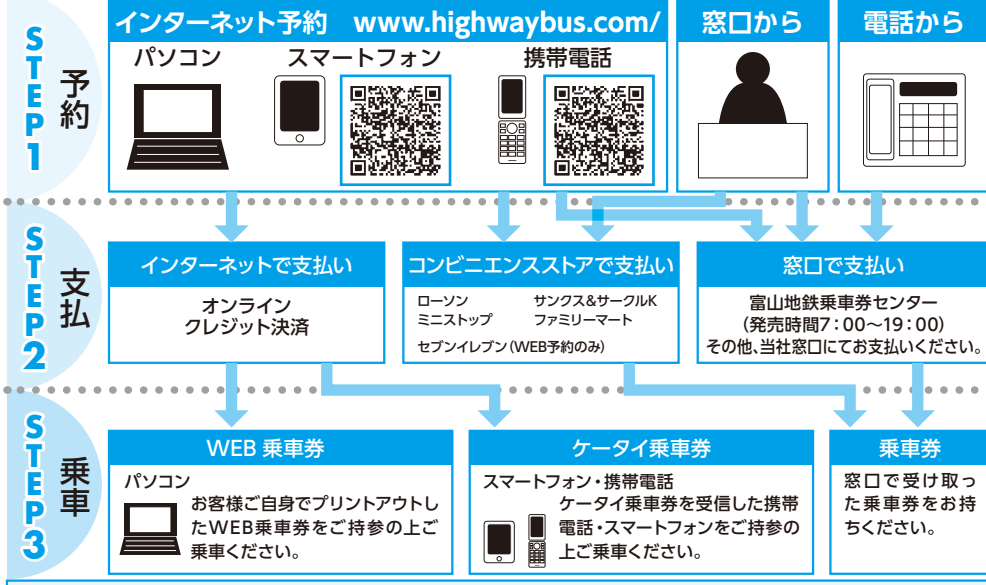 STEP1
予約
インターネット予約 www.highwaybus.com/
パソコン
スマートフォン
携帯電話
窓口から
電話から
STEP2
支払
インターネットで支払い
オンライン
クレジット決済
コンビニエンスストアで支払い
ローソン サンクス&サークルK
ミニストップ ファミリーマート
セブンイレブン(WEB予約のみ)
窓口で支払い
富山地鉄乗車券センター
(発売時間7:00〜19:00)
その他、当社窓口にてお支払いください。
STEP3
乗車
WEB 乗車券
パソコン
お客様ご自身でプリントアウトし
たWEB乗車券をご持参の上ご
乗車ください。
ケータイ乗車券
スマートフォン・携帯電話
ケータイ乗車券を受信した携帯
電話・スマートフォンをご持参の
上ご乗車ください。
乗車券
窓口で受け取っ
た乗車券をお持
ちください。